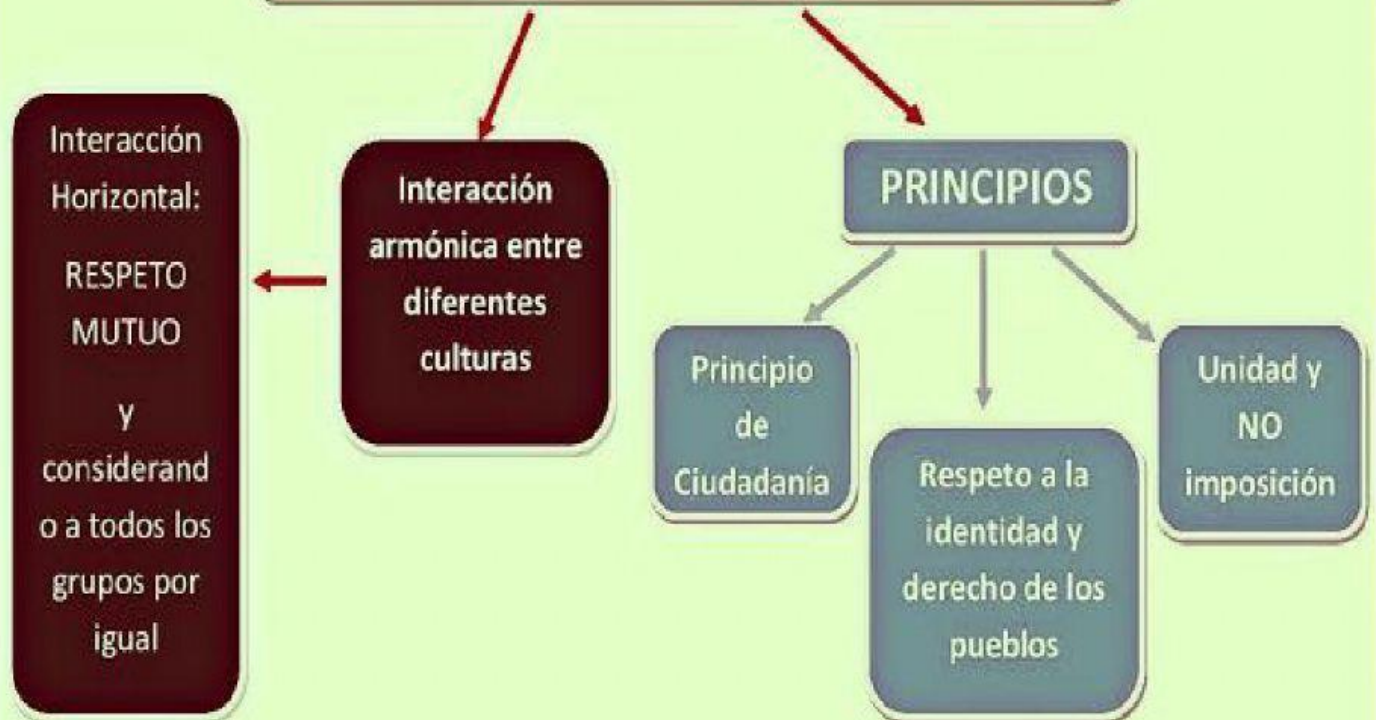 Interacción
Horizontal:
RESPETO
MUTUO
y
considerand
o a todos los
grupos por
igual
Interacción
armónica entre
diferentes
culturas
PRINCIPIOS
Principio
de
Ciudadanía
Respeto a la
identidad y
derecho de los
pueblos
Unidad y
NO
imposición